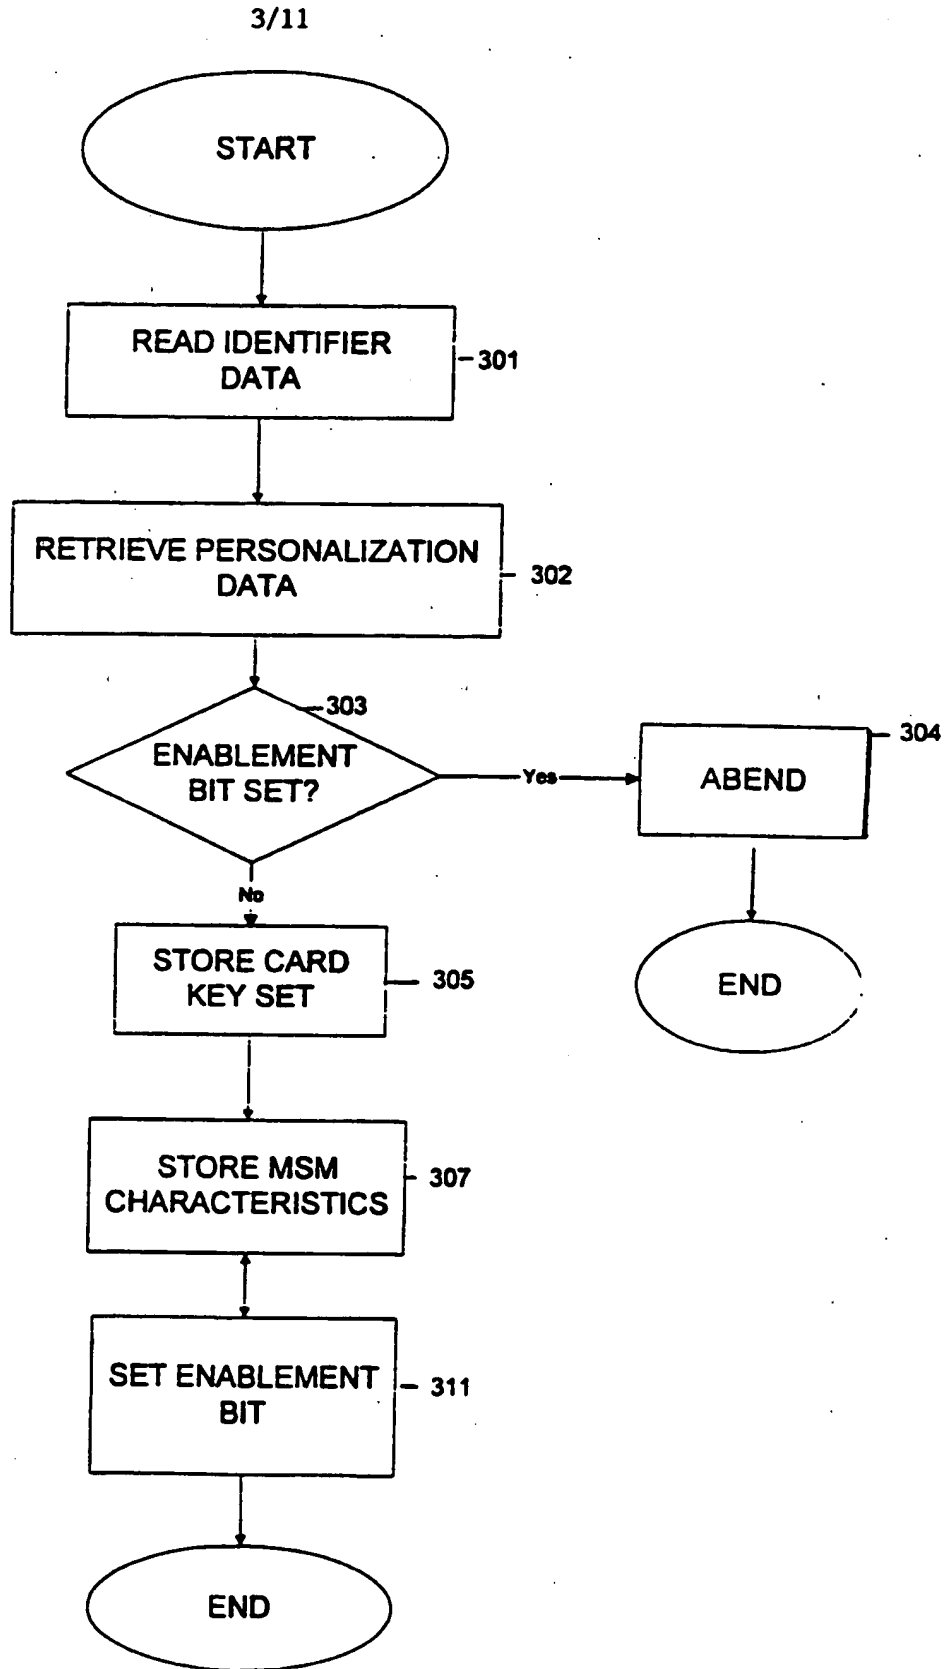 3/11
START
READ IDENTIFIER
DATA
301
RETRIEVE PERSONALIZATION
DATA
302
303
ENABLEMENT
BIT SET?
Yes
304
ABEND
END
No
STORE CARD
KEY SET
305
STORE MSM
CHARACTERISTICS
307
SET ENABLEMENT
BIT
311
END